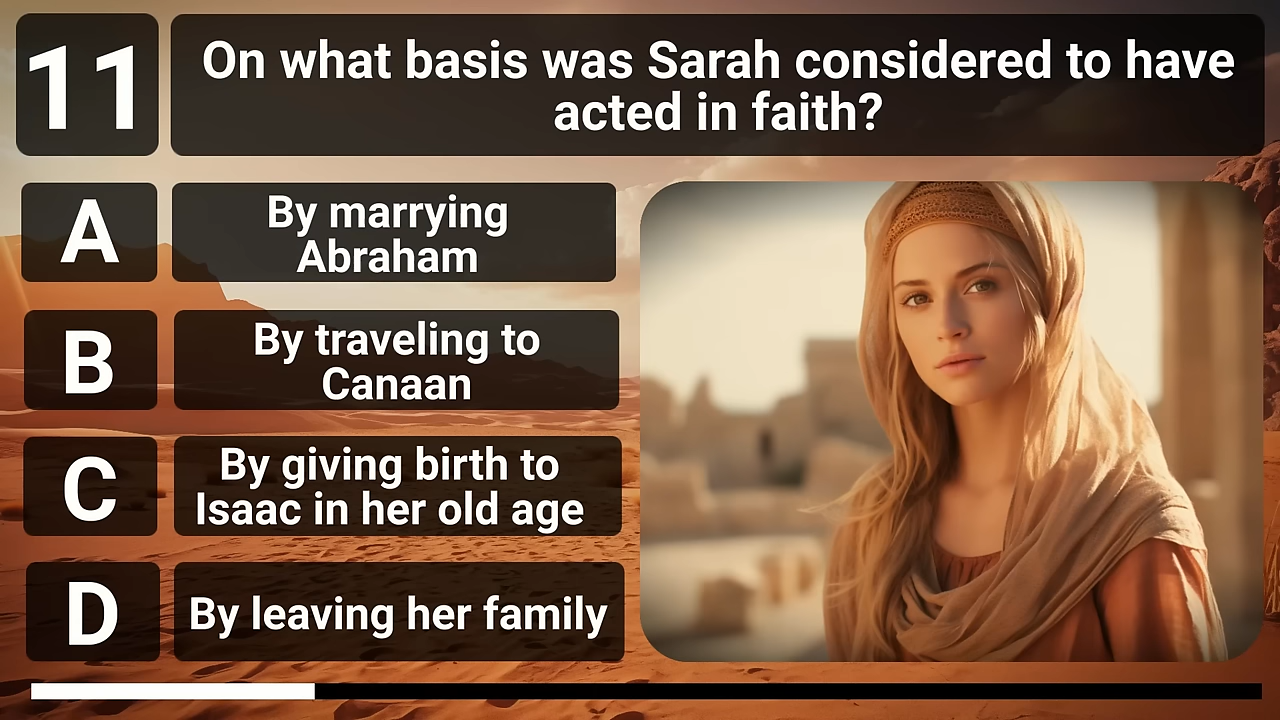 11
On what basis was Sarah considered to have
acted in faith?
A
By marrying
Abraham
B
By traveling to
Canaan
C
By giving birth to
Isaac in her old age
D
By leaving her family